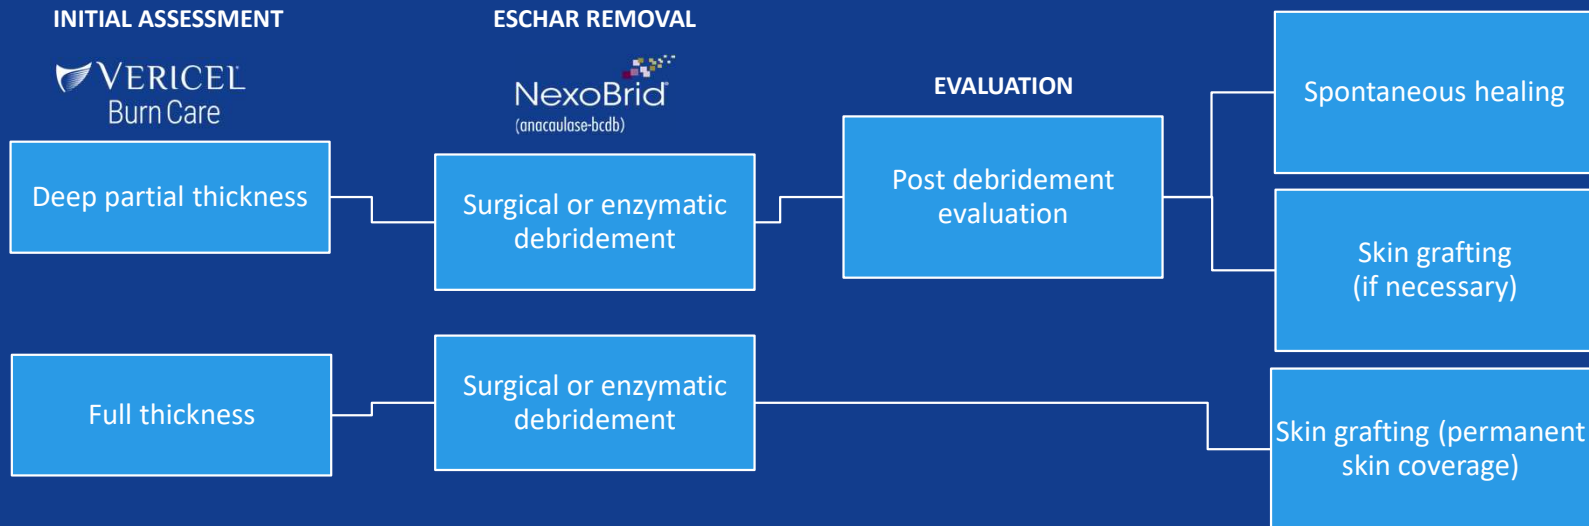 INITIAL ASSESSMENT
VERICEL®
Burn Care
Deep partial thickness
Full thickness
ESCHAR REMOVAL
NexoBrid®
(anacaulase-bcdb)
Surgical or enzymatic
debridement
Surgical or enzymatic
debridement
EVALUATION
Post debridement
evaluation
Spontaneous healing
Skin grafting
(if necessary)
Skin grafting (permanent
skin coverage)